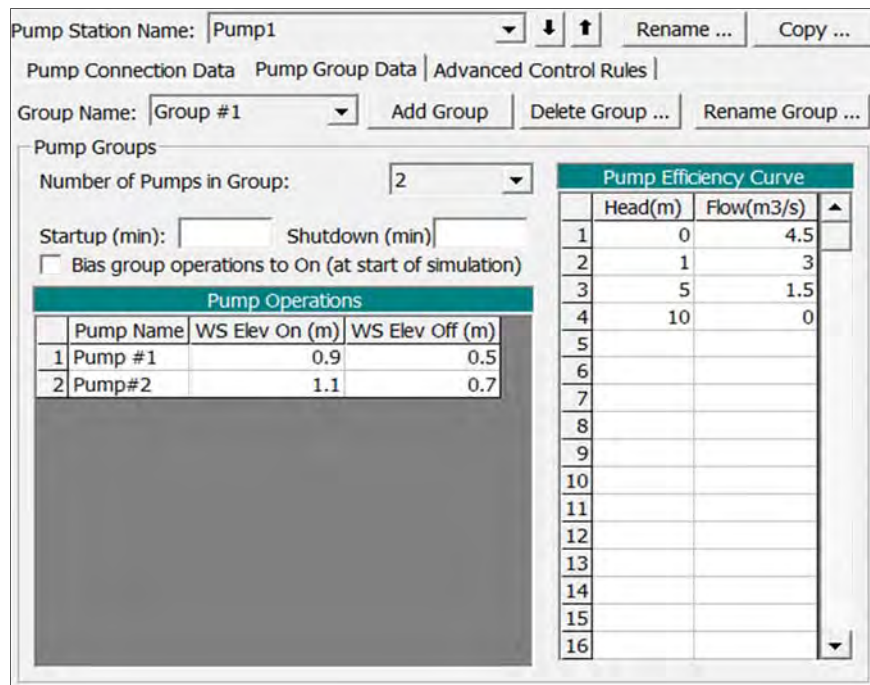 Pump Station Name: Pump1 Rename ... Copy ...
Pump Connection Data Pump Group Data Advanced Control Rules
Group Name: Group #1 Add Group Delete Group ... Rename Group ...
Pump Groups
Number of Pumps in Group: 2
Startup (min): Shutdown (min)
Bias group operations to On (at start of simulation)
Pump Operations
Pump Name WS Elev On (m) WS Elev Off (m)
1 Pump #1 0.9 0.5
2 Pump#2 1.1 0.7
Pump Efficiency Curve
Head(m) Flow(m3/s)
1 0 4.5
2 1 3
3 5 1.5
4 10 0
5
6
7
8
9
10
11
12
13
14
15
16